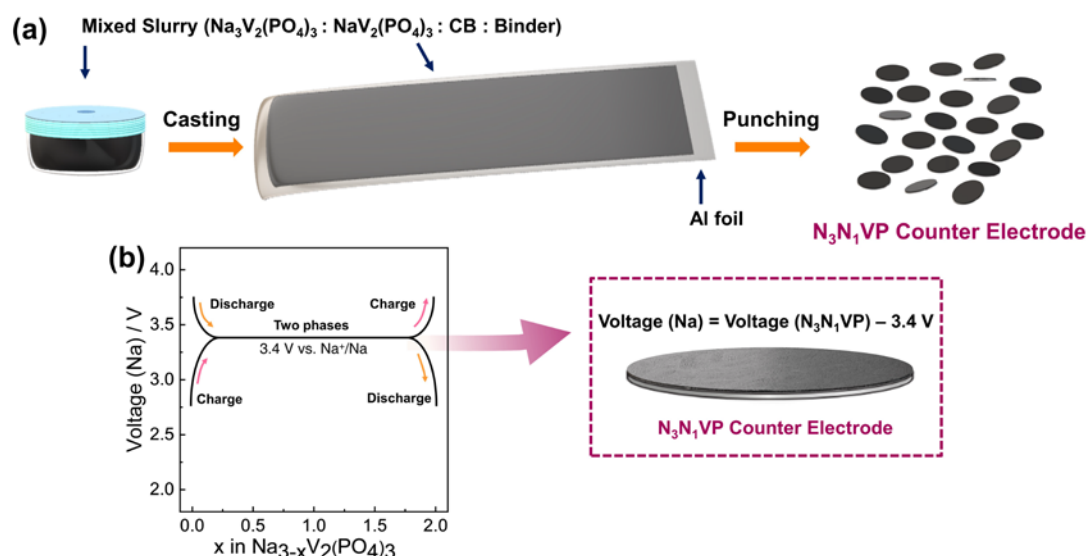 (a)
Mixed Slurry (Na₃V₂(PO₄)₃ : NaV₂(PO₄)₃ : CB : Binder)
Casting
Punching
Al foil
N₃N₁VP Counter Electrode
(b)
Voltage (Na) / V
4.0
3.5
3.0
2.5
2.0
Discharge
Charge
Two phases
3.4 V vs. Na⁺/Na
Charge
Discharge
0.0 0.5 1.0 1.5 2.0
x in Na₃₋ₓV₂(PO₄)₃
Voltage (Na) = Voltage (N₃N₁VP) – 3.4 V
N₃N₁VP Counter Electrode